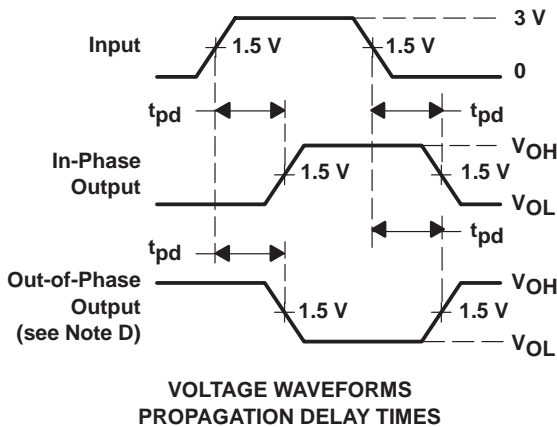 3 V
Input
1.5 V
1.5 V
0
tpd
tpd
In-Phase
Output
VOH
1.5 V
1.5 V
VOL
tpd
tpd
Out-of-Phase
Output
(see Note D)
VOH
1.5 V
1.5 V
VOL
VOLTAGE WAVEFORMS
PROPAGATION DELAY TIMES